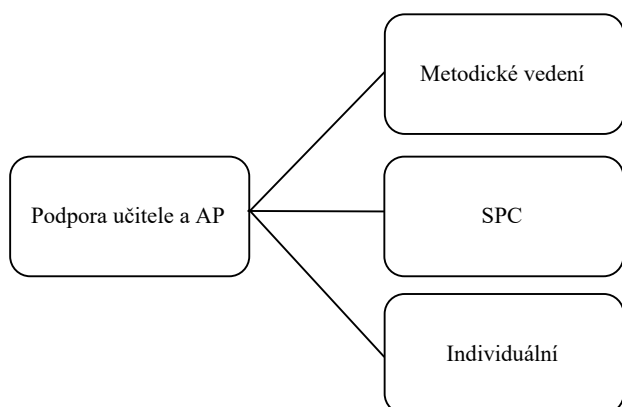 Metodické vedení
Podpora učitele a AP
SPC
Individuální